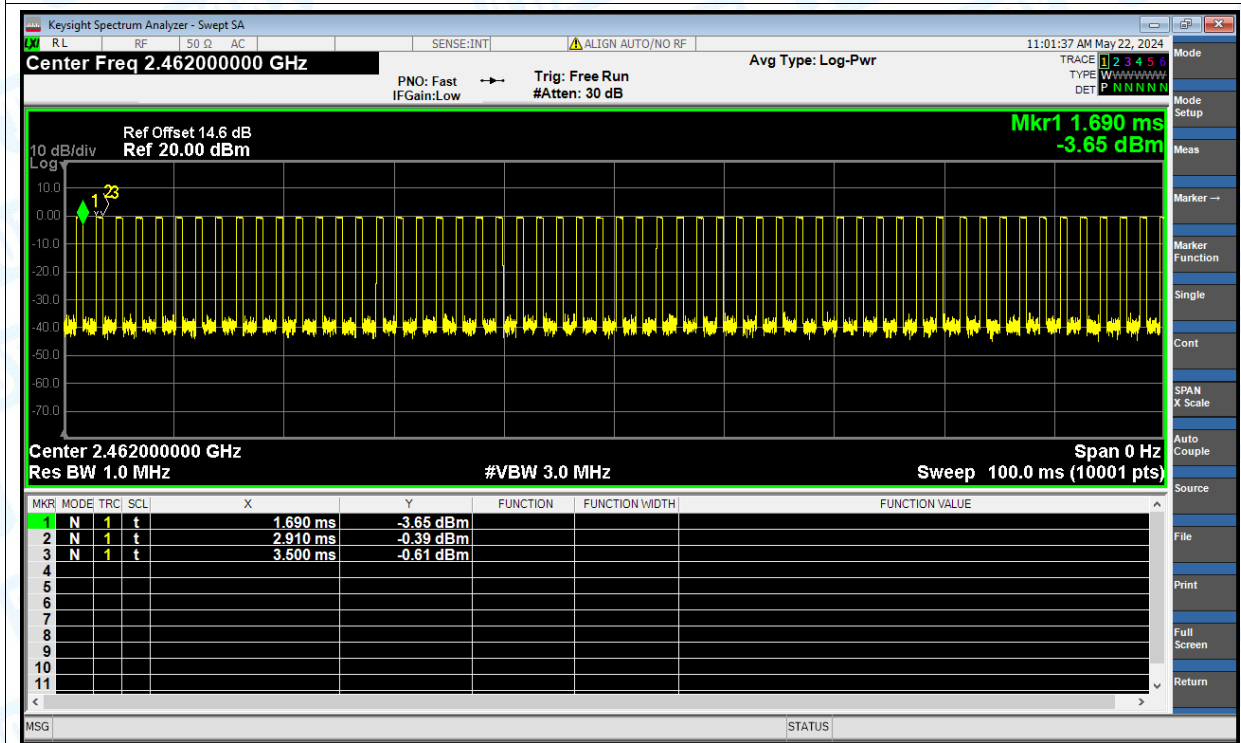 Keysight Spectrum Analyzer - Swept SA
LXI RL RF 50 Ω AC SENSE:INT ALIGN AUTO/NO RF 11:01:37 AM May 22, 2024
Center Freq 2.462000000 GHz
PNO: Fast
IFGain:Low
Trig: Free Run
#Atten: 30 dB
Avg Type: Log-Pwr
TRACE 1 2 3 4 5 6
TYPE WWWWWW
DET P N N N N N
Ref Offset 14.6 dB
10 dB/div Ref 20.00 dBm
Log
Mkr1 1.690 ms
-3.65 dBm
10.0
0.00
-10.0
-20.0
-30.0
-40.0
-50.0
-60.0
-70.0
1 2 3
Center 2.462000000 GHz Span 0 Hz
Res BW 1.0 MHz #VBW 3.0 MHz Sweep 100.0 ms (10001 pts)
MKR MODE TRC SCL X Y FUNCTION FUNCTION WIDTH FUNCTION VALUE
1 N 1 t 1.690 ms -3.65 dBm
2 N 1 t 2.910 ms -0.39 dBm
3 N 1 t 3.500 ms -0.61 dBm
4
5
6
7
8
9
10
11
MSG STATUS
Mode
Mode
Setup
Meas
Marker →
Marker
Function
Single
Cont
SPAN
X Scale
Auto
Couple
Source
File
Print
Full
Screen
Return